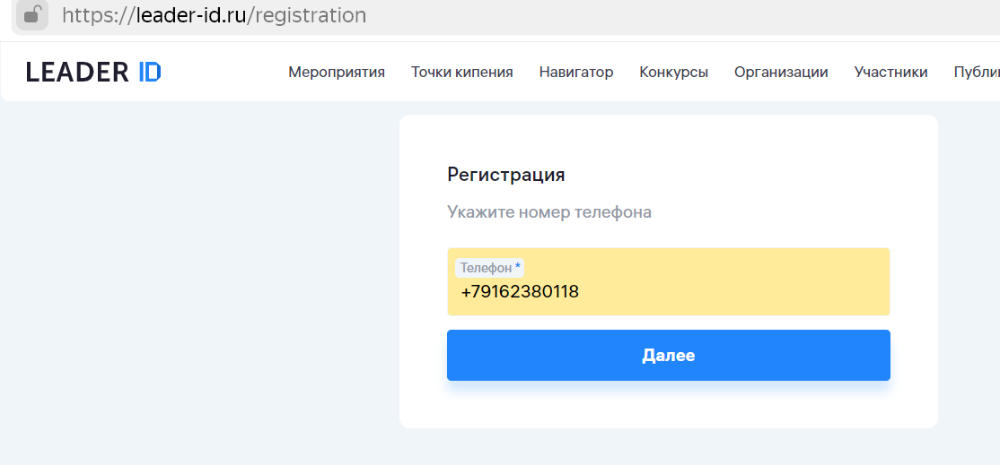 https://leader-id.ru/registration
LEADER ID
Мероприятия Точки кипения Навигатор Конкурсы Организации Участники
Регистрация
Укажите номер телефона
Телефон *
+79162380118
Далее